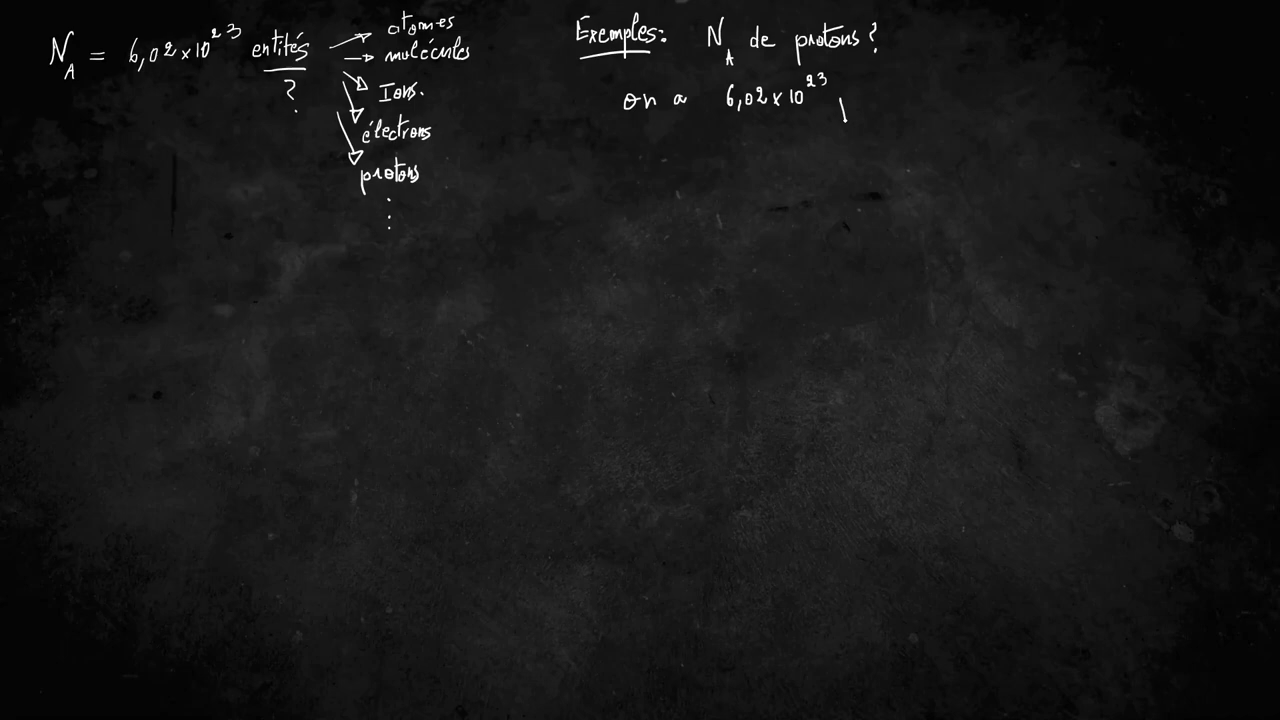 N_A = 6,02 × 10^23 entités → atomes
→ molécules
?
Ions.
électrons
protons
⋮
Exemples: N_A de protons ?
on a 6,02 × 10^23